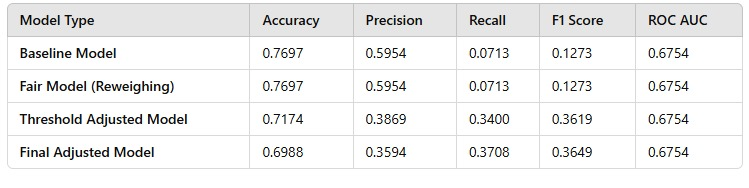 Model Type Accuracy Precision Recall F1 Score ROC AUC
Baseline Model 0.7697 0.5954 0.0713 0.1273 0.6754
Fair Model (Reweighing) 0.7697 0.5954 0.0713 0.1273 0.6754
Threshold Adjusted Model 0.7174 0.3869 0.3400 0.3619 0.6754
Final Adjusted Model 0.6988 0.3594 0.3708 0.3649 0.6754